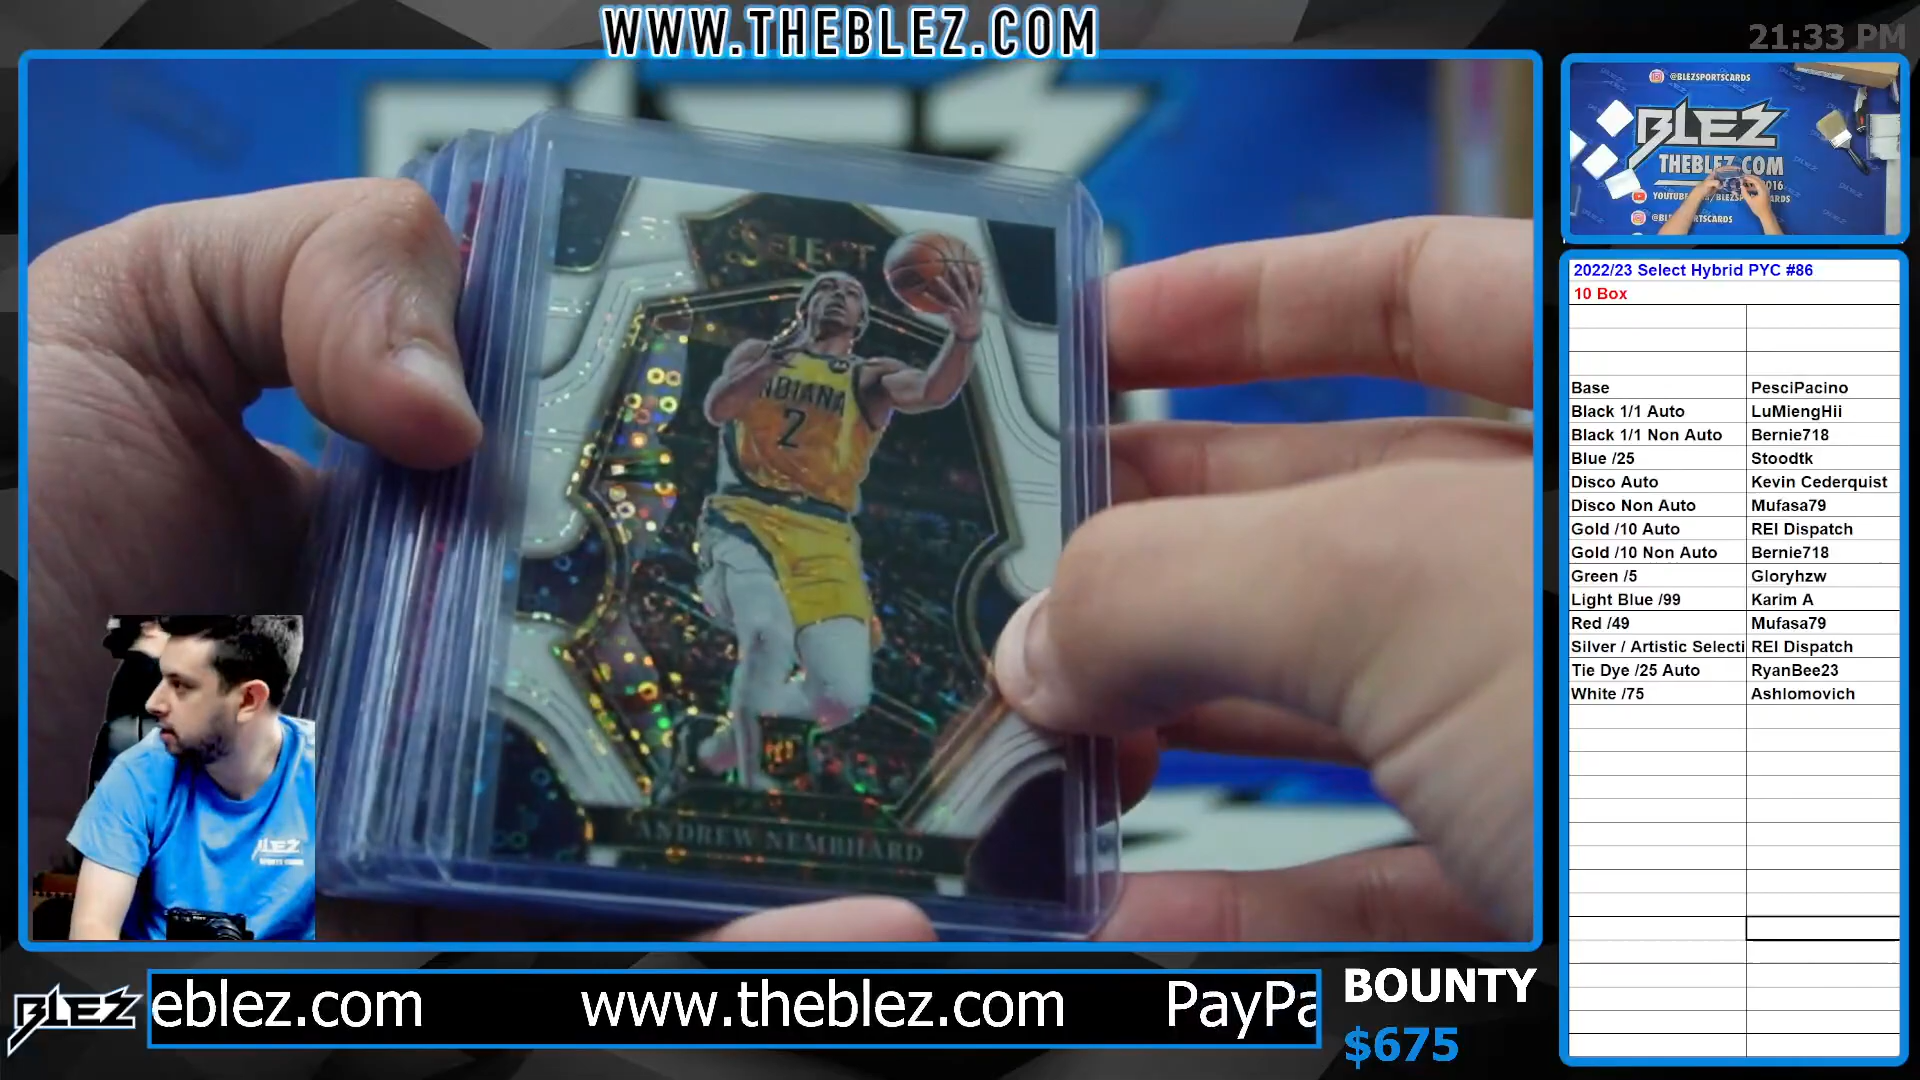 WWW.THEBLEZ.COM
21:33 PM
@BLEZSPORTSCARDS
BLEZ
THEBLEZ.COM
SELECT
INDIANA
2
ANDREW NEMBHARD
BLEZ
2022/23 Select Hybrid PYC #86
10 Box
Base PesciPacino
Black 1/1 Auto LuMiengHii
Black 1/1 Non Auto Bernie718
Blue /25 Stoodtk
Disco Auto Kevin Cederquist
Disco Non Auto Mufasa79
Gold /10 Auto REI Dispatch
Gold /10 Non Auto Bernie718
Green /5 Gloryhzw
Light Blue /99 Karim A
Red /49 Mufasa79
Silver / Artistic Selecti REI Dispatch
Tie Dye /25 Auto RyanBee23
White /75 Ashlomovich
BLEZ
eblez.com www.theblez.com PayPa
BOUNTY
$675